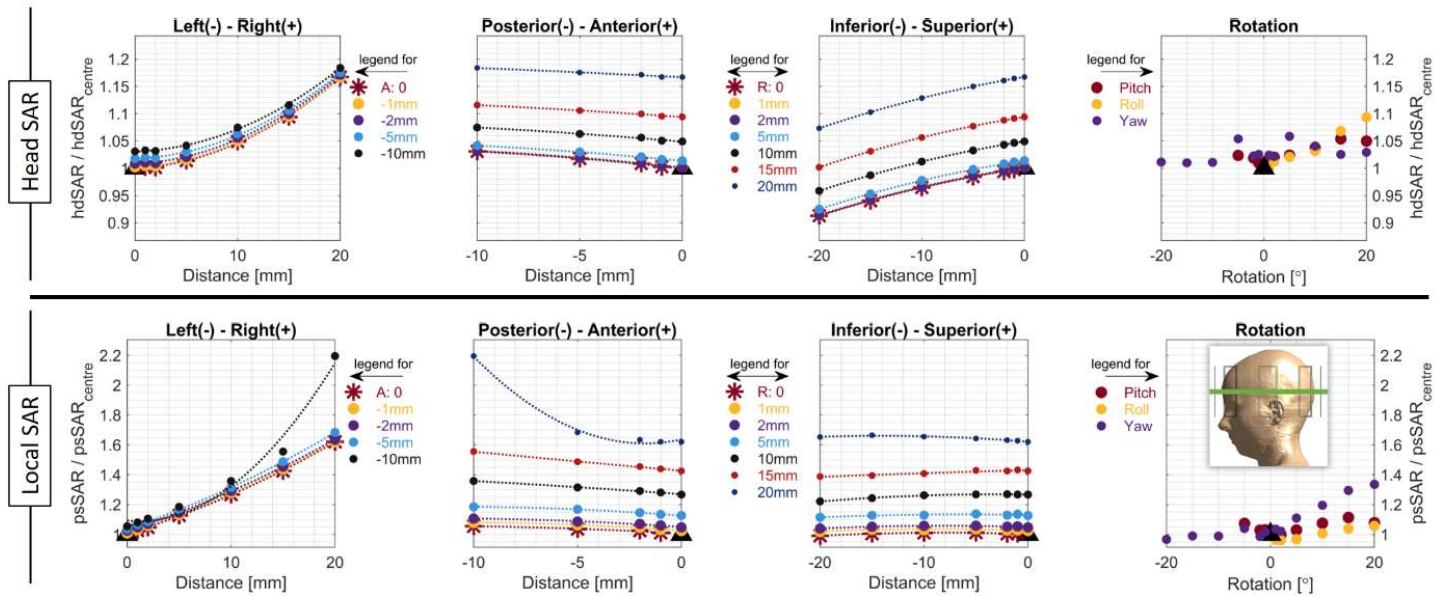 Head SAR
Left(-) - Right(+)
hdSAR / hdSARcentre
1.2
1.15
1.1
1.05
1
0.95
0.9
0 5 10 15 20
Distance [mm]
legend for
A: 0
-1mm
-2mm
-5mm
-10mm
Posterior(-) - Anterior(+)
-10 -5 0
Distance [mm]
legend for
R: 0
1mm
2mm
5mm
10mm
15mm
20mm
Inferior(-) - Superior(+)
-20 -10 0
Distance [mm]
legend for
Pitch
Roll
Yaw
Rotation
-20 0 20
Rotation [°]
1.2
1.15
1.1
1.05
1
0.95
0.9
hdSAR / hdSARcentre
Local SAR
Left(-) - Right(+)
psSAR / psSARcentre
2.2
2
1.8
1.6
1.4
1.2
1
0 10 20
Distance [mm]
legend for
A: 0
-1mm
-2mm
-5mm
-10mm
Posterior(-) - Anterior(+)
-10 -5 0
Distance [mm]
legend for
R: 0
1mm
2mm
5mm
10mm
15mm
20mm
Inferior(-) - Superior(+)
-20 -10 0
Distance [mm]
legend for
Pitch
Roll
Yaw
Rotation
-20 0 20
Rotation [°]
2.2
2
1.8
1.6
1.4
1.2
1
psSAR / psSARcentre